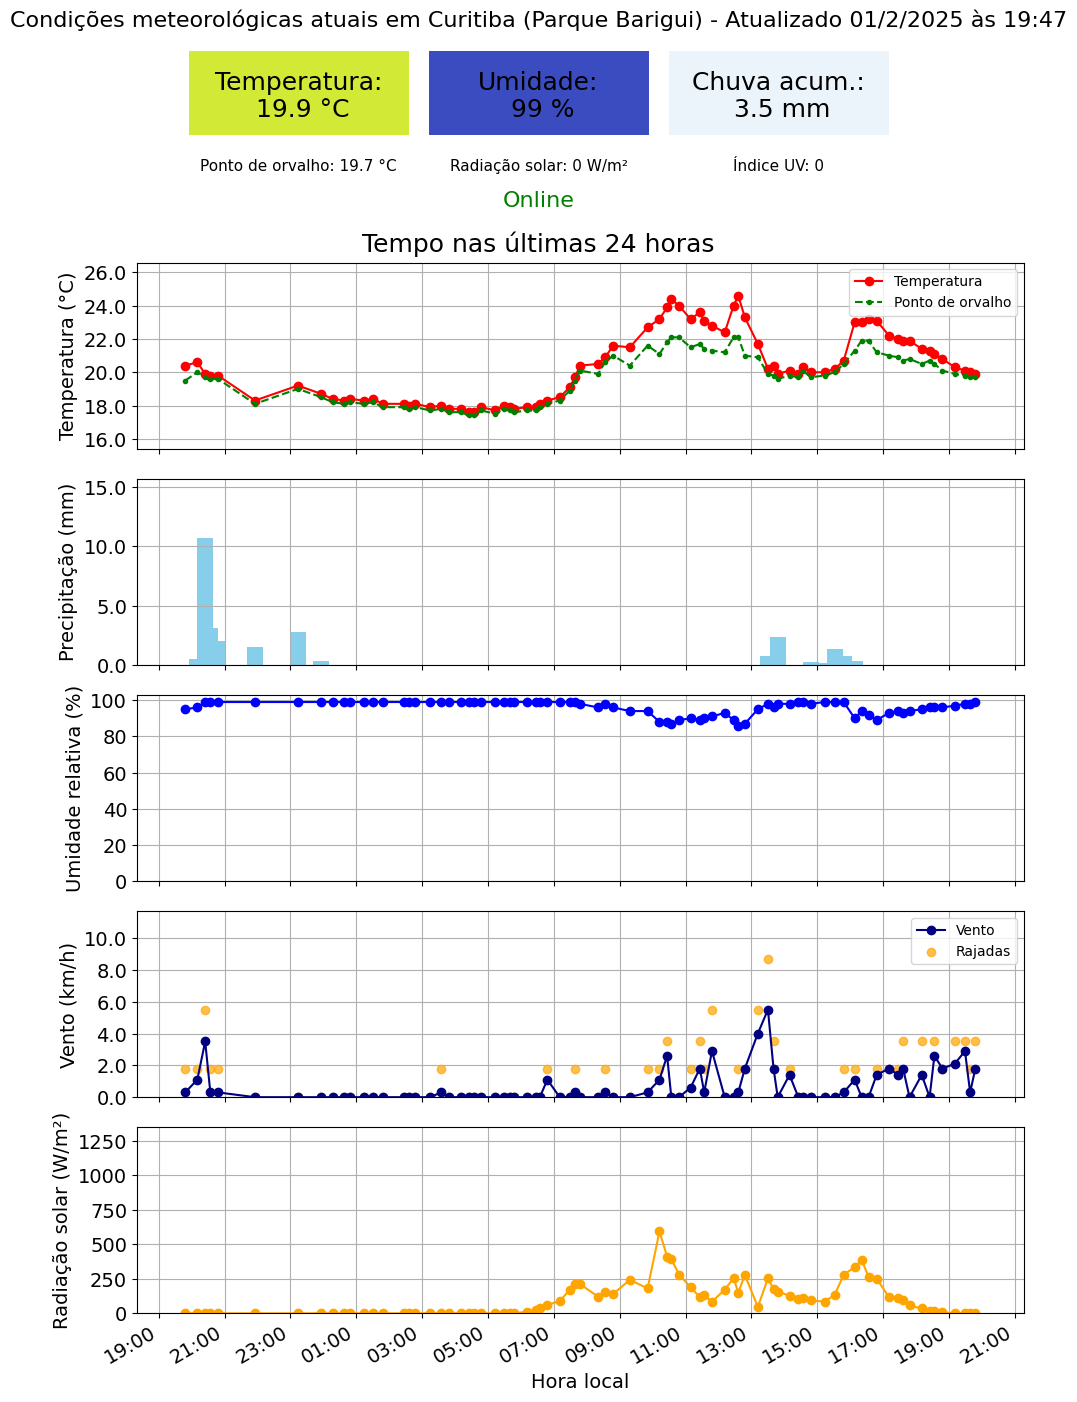 Condições meteorológicas atuais em Curitiba (Parque Barigui) - Atualizado 01/2/2025 às 19:47
Temperatura:
19.9 °C
Umidade:
99 %
Chuva acum.:
3.5 mm
Ponto de orvalho: 19.7 °C
Radiação solar: 0 W/m²
Índice UV: 0
Online
Tempo nas últimas 24 horas
Temperatura (°C)
26.0
24.0
22.0
20.0
18.0
16.0
Temperatura
Ponto de orvalho
Precipitação (mm)
15.0
10.0
5.0
0.0
Umidade relativa (%)
100
80
60
40
20
0
Vento (km/h)
10.0
8.0
6.0
4.0
2.0
0.0
Vento
Rajadas
Radiação solar (W/m²)
1250
1000
750
500
250
0
19:00
21:00
23:00
01:00
03:00
05:00
07:00
09:00
11:00
13:00
15:00
17:00
19:00
21:00
Hora local